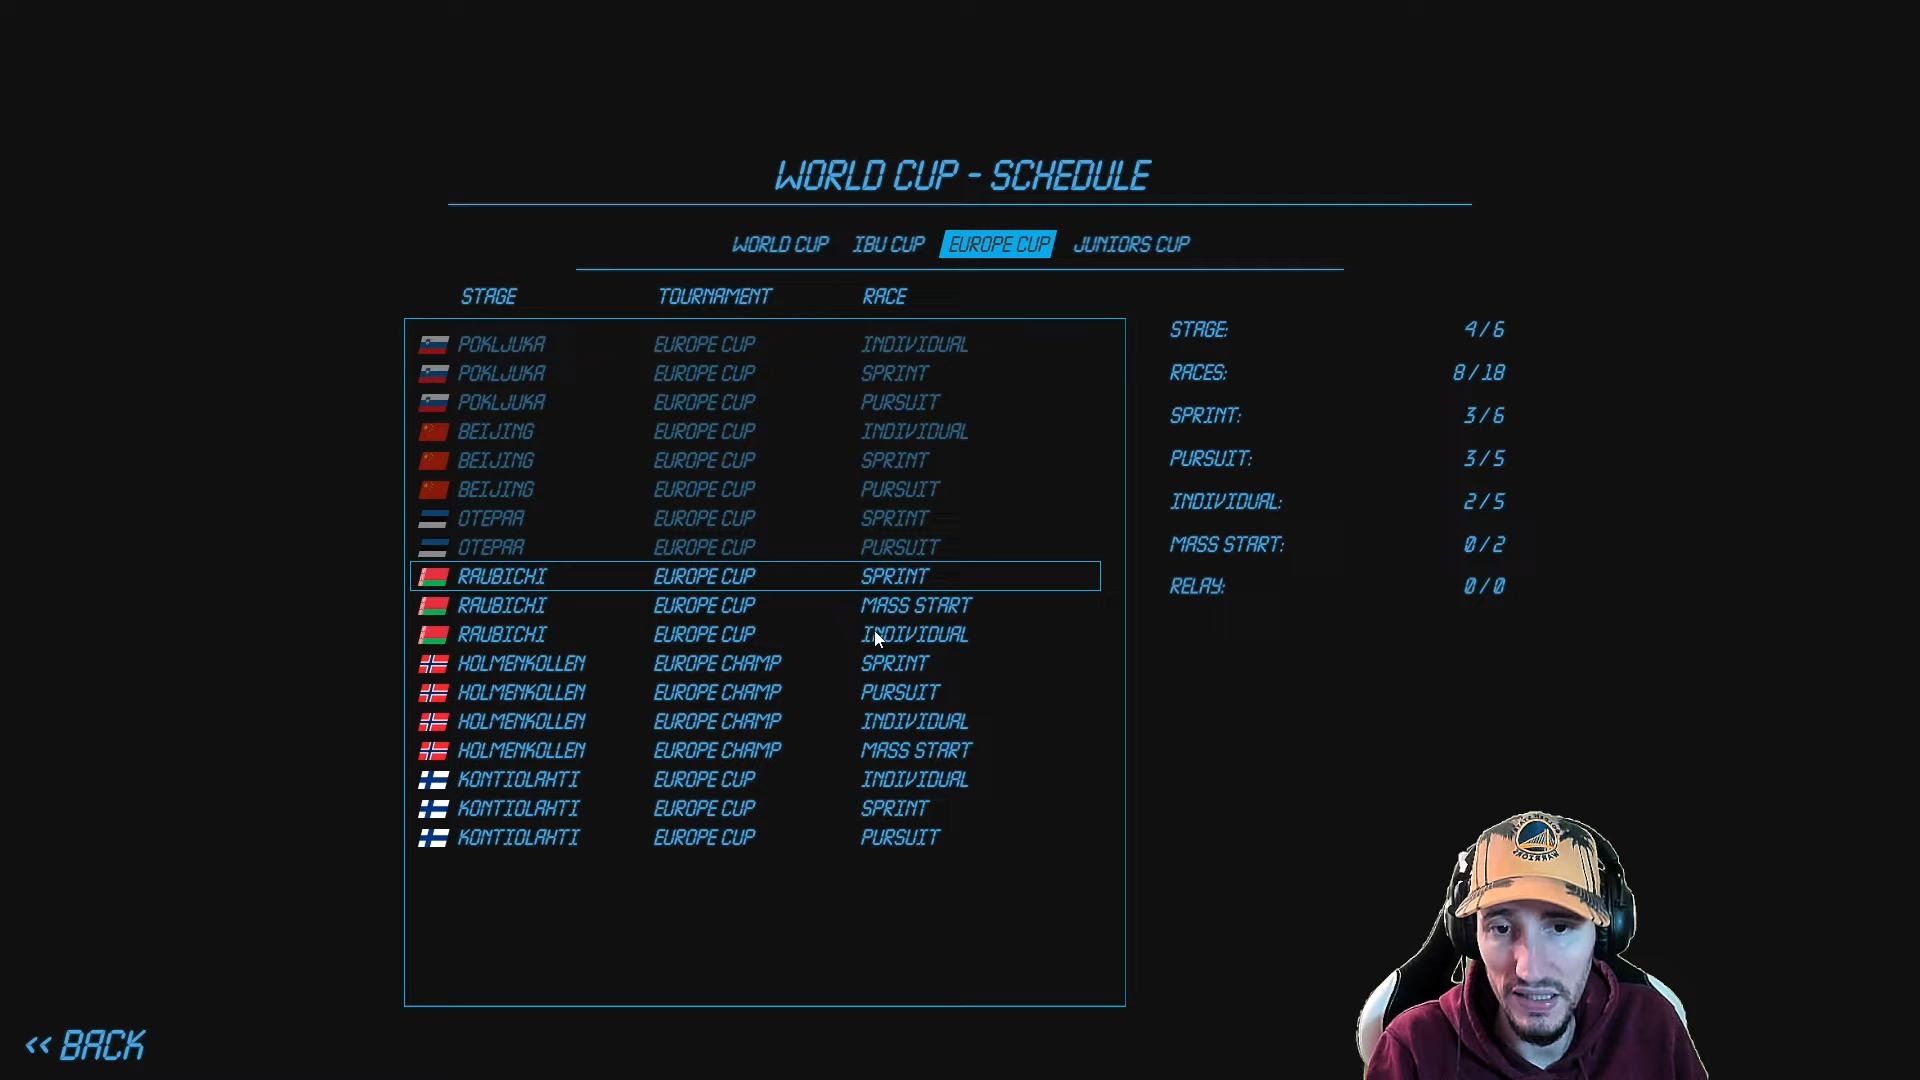 WORLD CUP - SCHEDULE
WORLD CUP IBU CUP EUROPE CUP JUNIORS CUP
STAGE TOURNAMENT RACE
POKLJUKA EUROPE CUP INDIVIDUAL
POKLJUKA EUROPE CUP SPRINT
POKLJUKA EUROPE CUP PURSUIT
BEIJING EUROPE CUP INDIVIDUAL
BEIJING EUROPE CUP SPRINT
BEIJING EUROPE CUP PURSUIT
OTEPAA EUROPE CUP SPRINT
OTEPAA EUROPE CUP PURSUIT
RAUBICHI EUROPE CUP SPRINT
RAUBICHI EUROPE CUP MASS START
RAUBICHI EUROPE CUP INDIVIDUAL
HOLMENKOLLEN EUROPE CHAMP SPRINT
HOLMENKOLLEN EUROPE CHAMP PURSUIT
HOLMENKOLLEN EUROPE CHAMP INDIVIDUAL
HOLMENKOLLEN EUROPE CHAMP MASS START
KONTIOLAHTI EUROPE CUP INDIVIDUAL
KONTIOLAHTI EUROPE CUP SPRINT
KONTIOLAHTI EUROPE CUP PURSUIT
STAGE: 4/6
RACES: 8/18
SPRINT: 3/6
PURSUIT: 3/5
INDIVIDUAL: 2/5
MASS START: 0/2
RELAY: 0/0
<< BACK